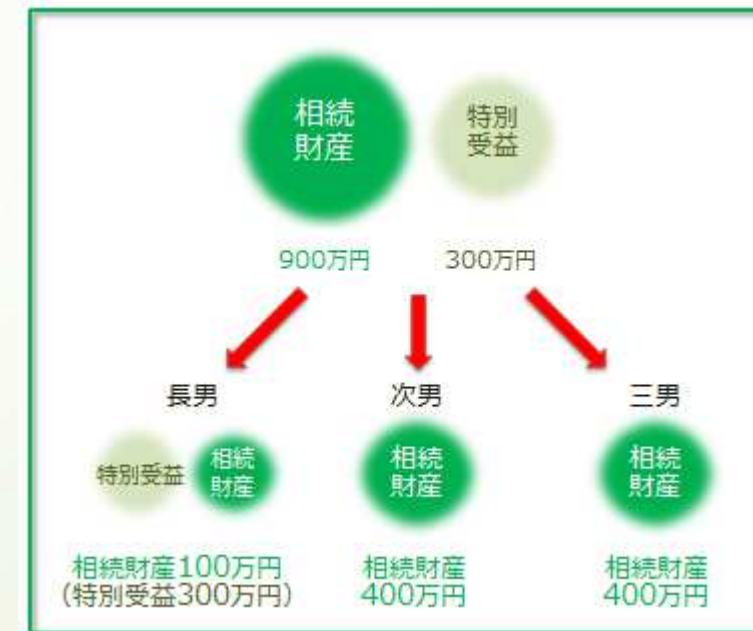 相続
財産
特別
受益
900万円
300万円
長男
次男
三男
特別受益
相続
財産
相続
財産
相続
財産
相続財産100万円
(特別受益300万円)
相続財産
400万円
相続財産
400万円